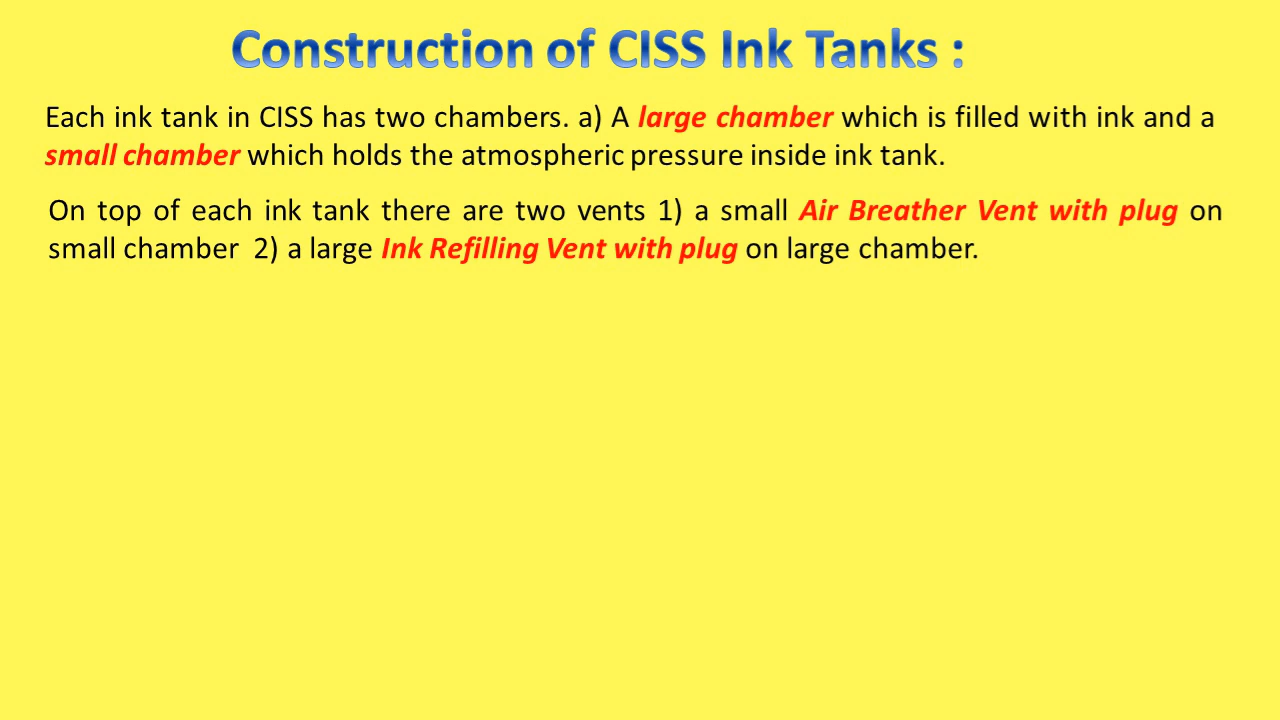 Construction of CISS Ink Tanks :
Each ink tank in CISS has two chambers. a) A large chamber which is filled with ink and a
small chamber which holds the atmospheric pressure inside ink tank.
On top of each ink tank there are two vents 1) a small Air Breather Vent with plug on
small chamber 2) a large Ink Refilling Vent with plug on large chamber.